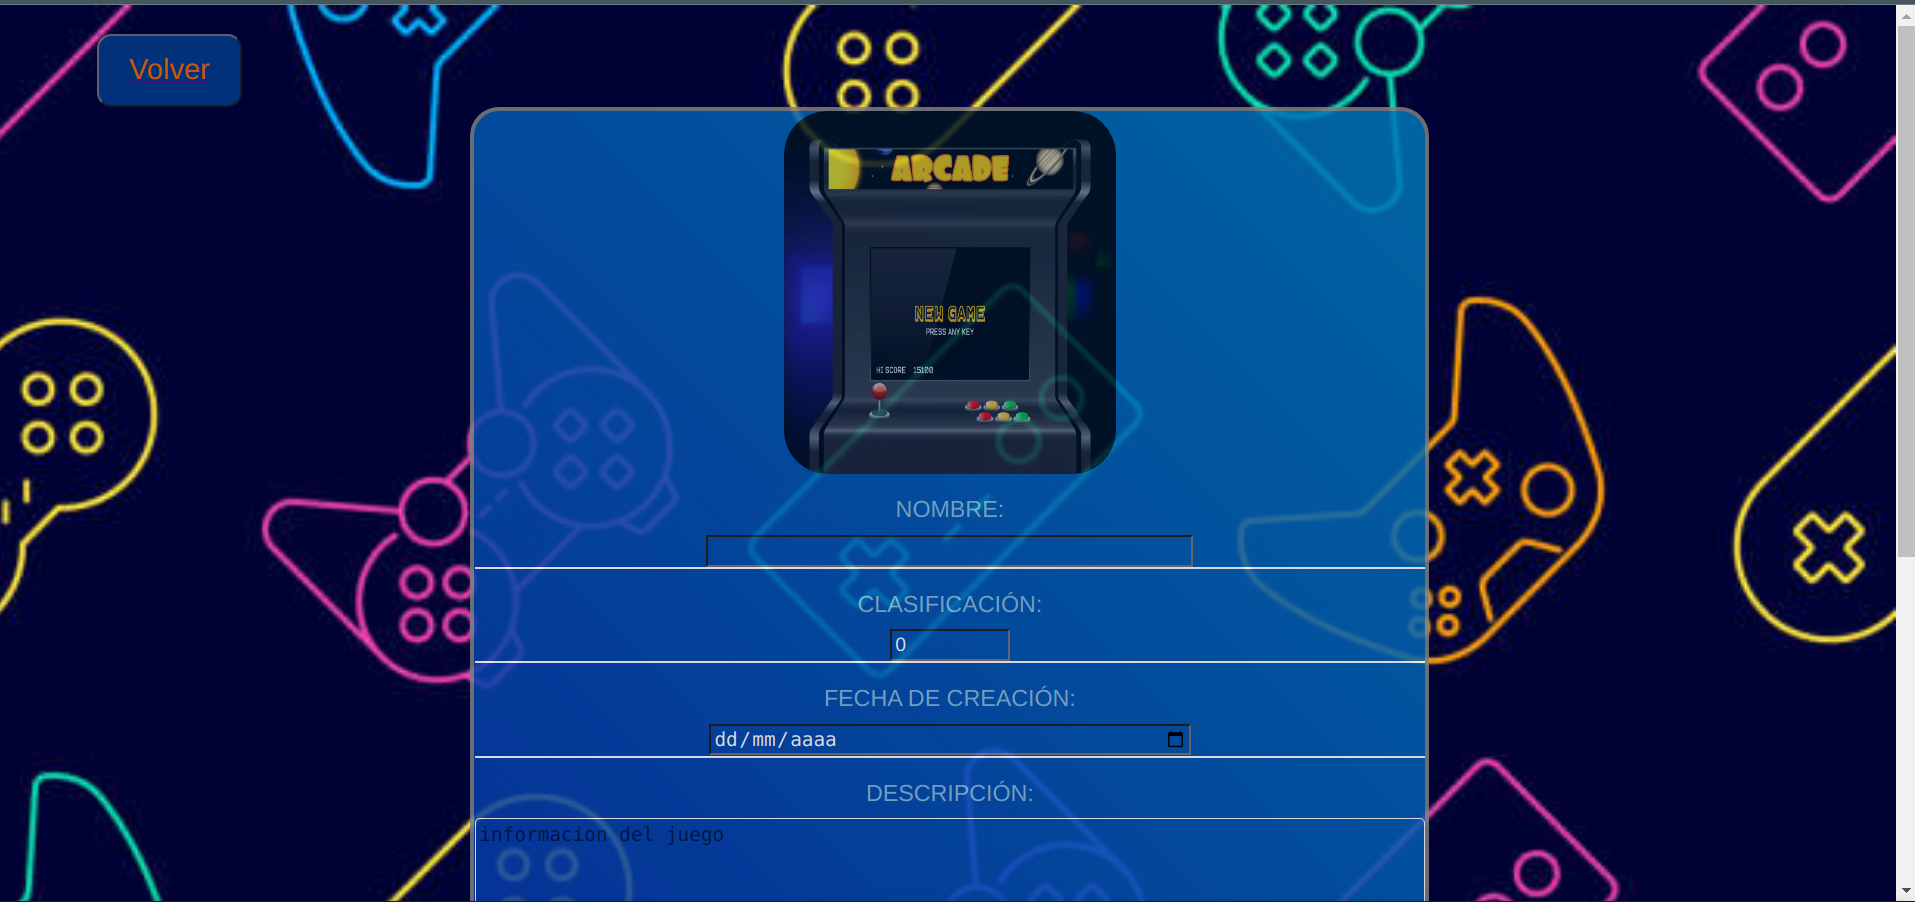 Volver
ARCADE
NEW GAME
PRESS ANY KEY
HI SCORE 15100
NOMBRE:
CLASIFICACIÓN:
0
FECHA DE CREACIÓN:
dd/mm/aaaa
DESCRIPCIÓN:
informacion del juego